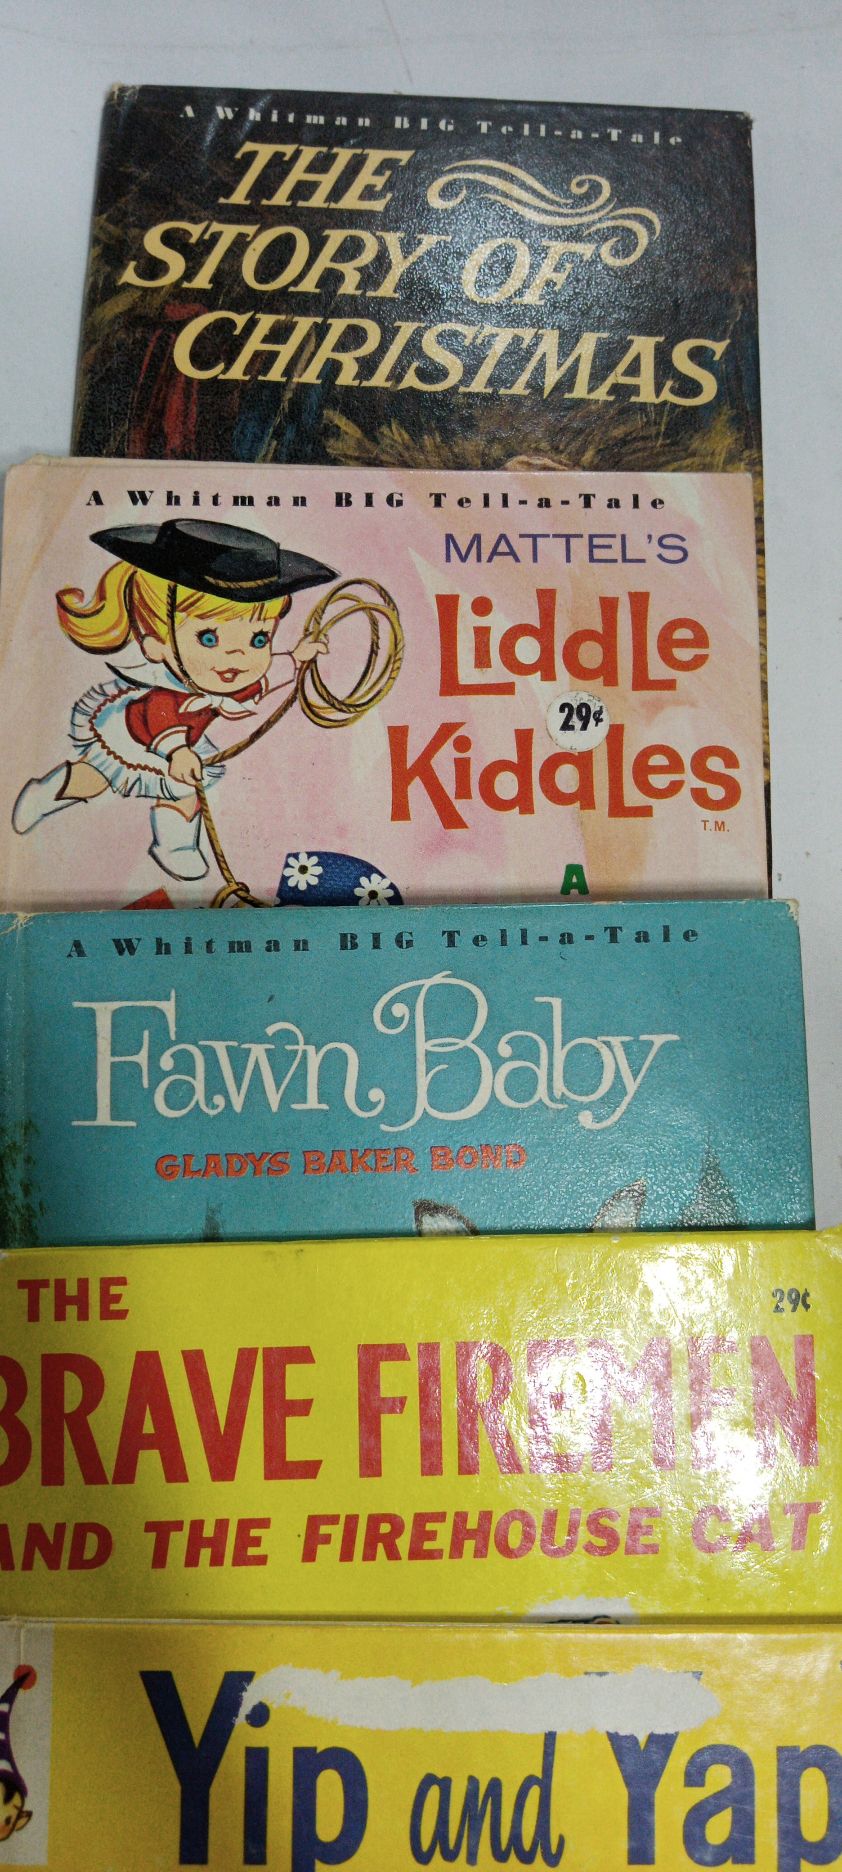 A Whitman BIG Tell-a-Tale
THE
STORY OF
CHRISTMAS
A Whitman BIG Tell-a-Tale
MATTEL'S
LiddLe
29¢
KiddLes
T.M.
A
A Whitman BIG Tell-a-Tale
Fawn Baby
GLADYS BAKER BOND
THE
29¢
BRAVE FIREMEN
AND THE FIREHOUSE CAT
Yip and Yap